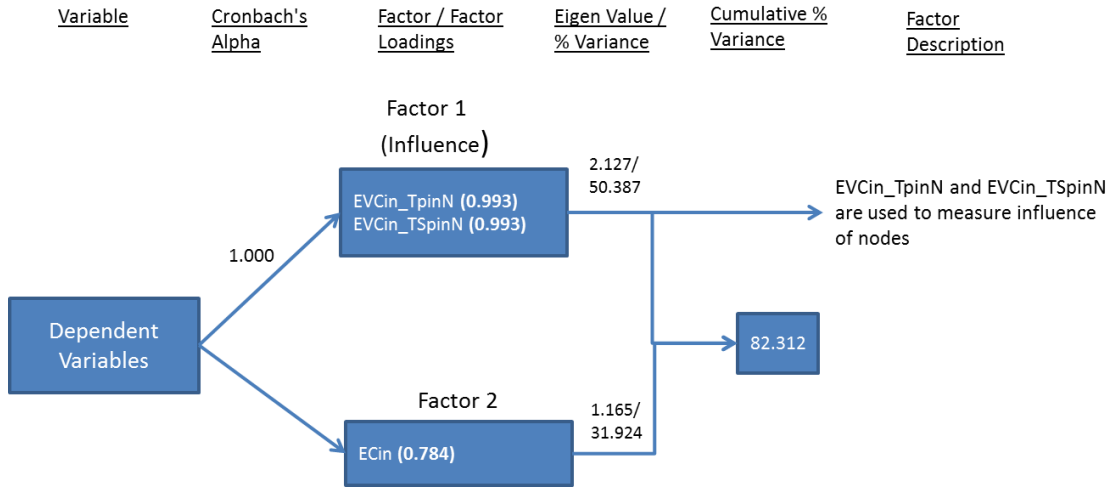 Variable
Cronbach's
Alpha
Factor / Factor
Loadings
Eigen Value /
% Variance
Cumulative %
Variance
Factor
Description
Factor 1
(Influence)
2.127/
50.387
EVCin_TpinN (0.993)
EVCin_TSpinN (0.993)
EVCin_TpinN and EVCin_TSpinN
are used to measure influence
of nodes
1.000
Dependent
Variables
82.312
Factor 2
1.165/
31.924
ECin (0.784)